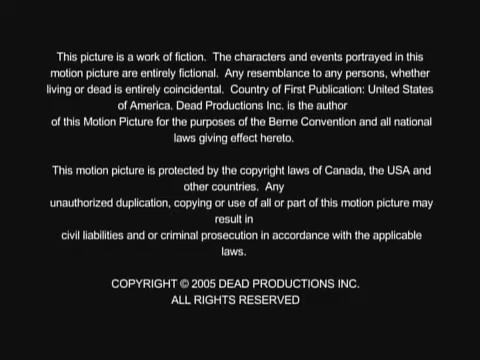 This picture is a work of fiction.  The characters and events portrayed in this
motion picture are entirely fictional.  Any resemblance to any persons, whether
living or dead is entirely coincidental.  Country of First Publication: United States
of America. Dead Productions Inc. is the author
of this Motion Picture for the purposes of the Berne Convention and all national
laws giving effect hereto.
This motion picture is protected by the copyright laws of Canada, the USA and
other countries.  Any
unauthorized duplication, copying or use of all or part of this motion picture may
result in
civil liabilities and or criminal prosecution in accordance with the applicable
laws.
COPYRIGHT © 2005 DEAD PRODUCTIONS INC.
ALL RIGHTS RESERVED